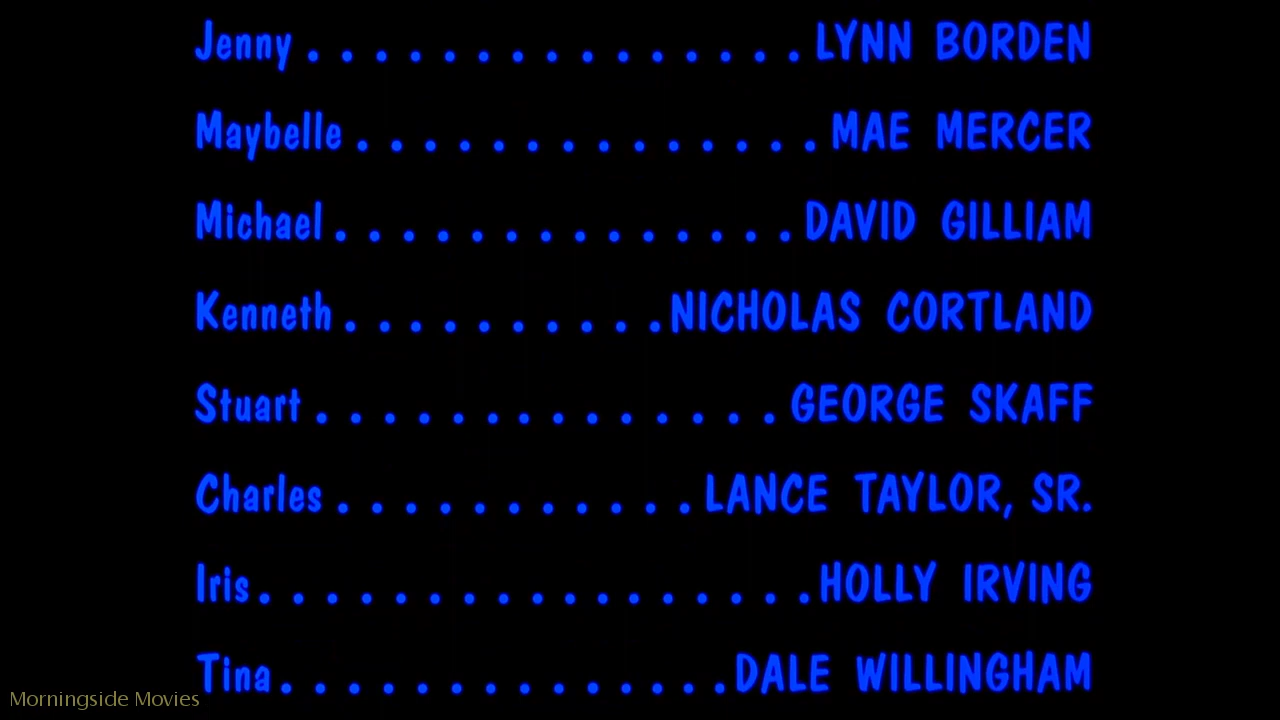 Jenny . . . . . . . . . . . . . . . LYNN BORDEN
Maybelle . . . . . . . . . . . . . . MAE MERCER
Michael . . . . . . . . . . . . . . DAVID GILLIAM
Kenneth . . . . . . . . . . NICHOLAS CORTLAND
Stuart . . . . . . . . . . . . . . GEORGE SKAFF
Charles . . . . . . . . . . . LANCE TAYLOR, SR.
Iris . . . . . . . . . . . . . . . . . HOLLY IRVING
Tina . . . . . . . . . . . . . . DALE WILLINGHAM
Morningside Movies